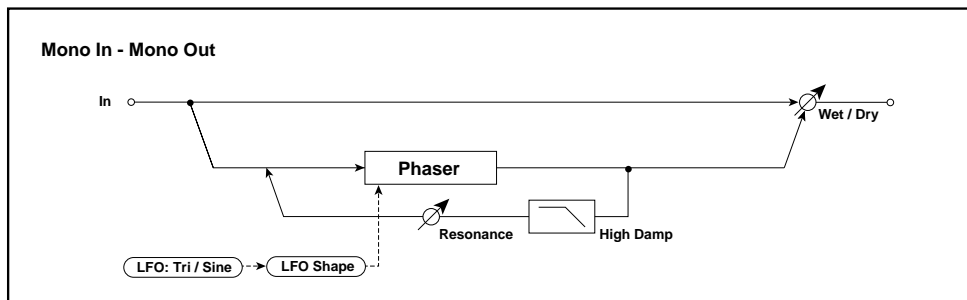 Mono In - Mono Out
In
Wet / Dry
Phaser
Resonance
High Damp
LFO: Tri / Sine
LFO Shape